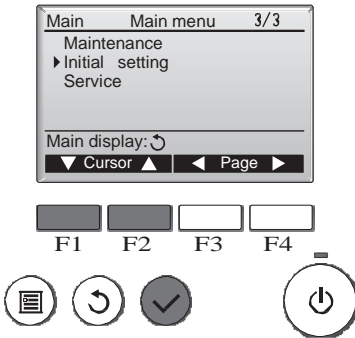 Main Main menu 3/3
Maintenance
Initial setting
Service
Main display:
Cursor Page
F1 F2 F3 F4